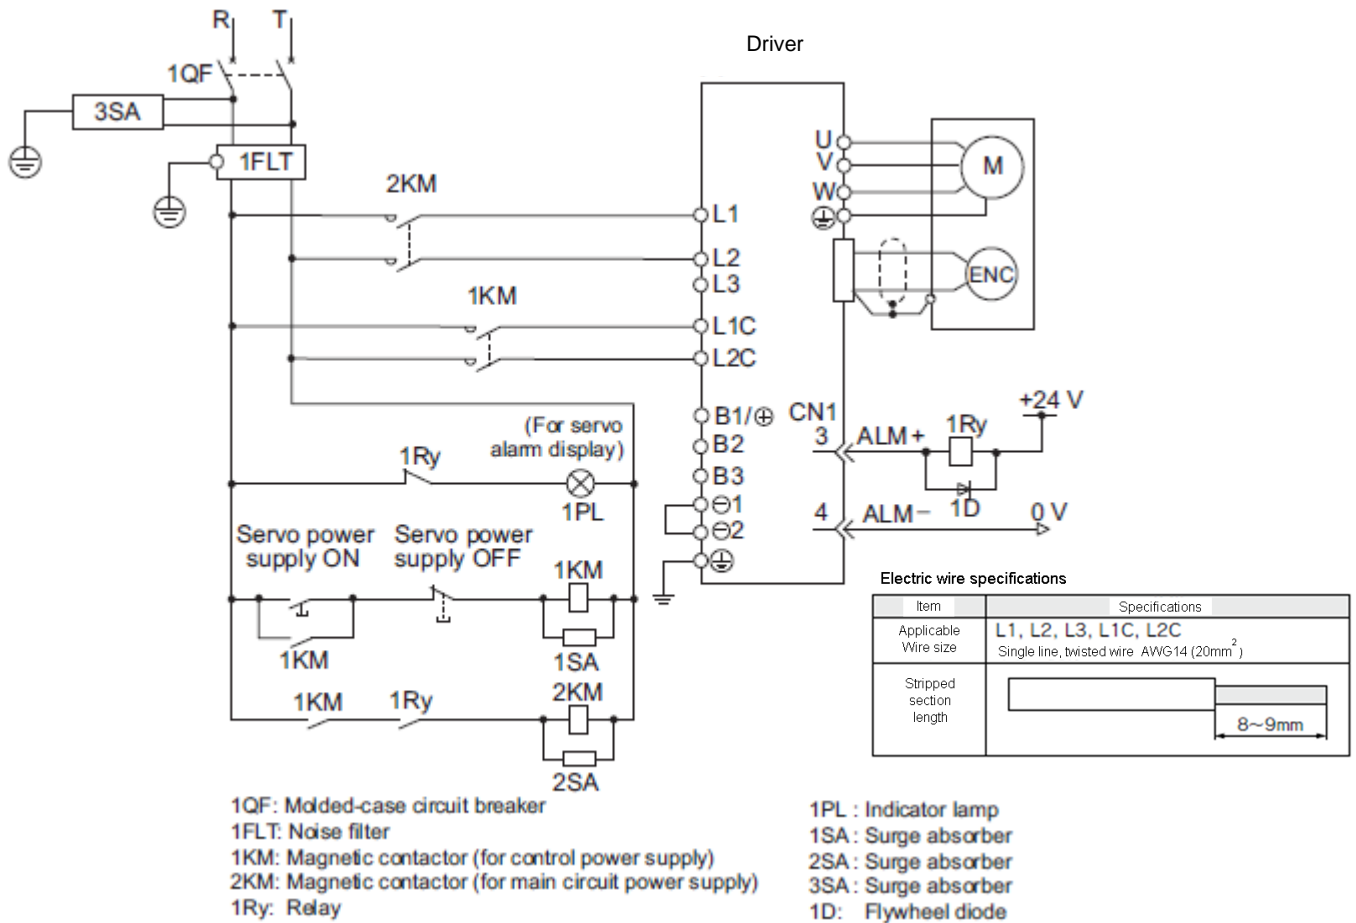 R T
Driver
1QF
3SA
1FLT
2KM
U
V
W
M
L1
L2
L3
ENC
1KM
L1C
L2C
B1/⊕
B2
B3
⊖1
⊖2
CN1
3
ALM+
1Ry
+24 V
1D
4
ALM−
0 V
(For servo
alarm display)
1Ry
1PL
Servo power
supply ON
Servo power
supply OFF
1KM
1KM
1SA
1KM
1Ry
2KM
2SA
Electric wire specifications
Item Specifications
Applicable
Wire size
L1, L2, L3, L1C, L2C
Single line, twisted wire AWG14 (20mm²)
Stripped
section
length
8～9mm
1QF: Molded-case circuit breaker
1FLT: Noise filter
1KM: Magnetic contactor (for control power supply)
2KM: Magnetic contactor (for main circuit power supply)
1Ry: Relay
1PL : Indicator lamp
1SA : Surge absorber
2SA : Surge absorber
3SA : Surge absorber
1D: Flywheel diode